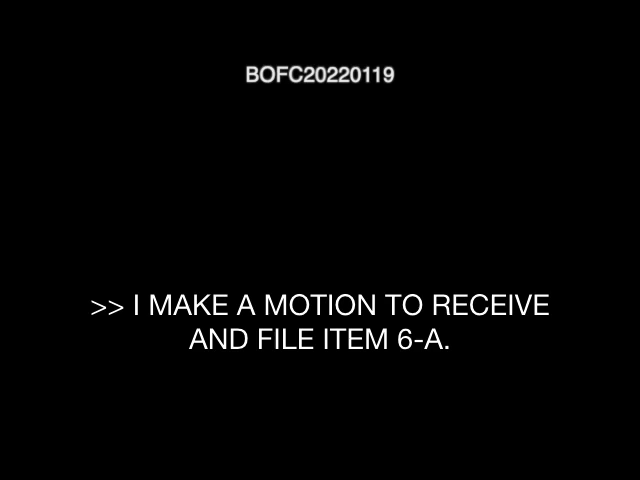 BOFC20220119
>> I MAKE A MOTION TO RECEIVE
AND FILE ITEM 6-A.